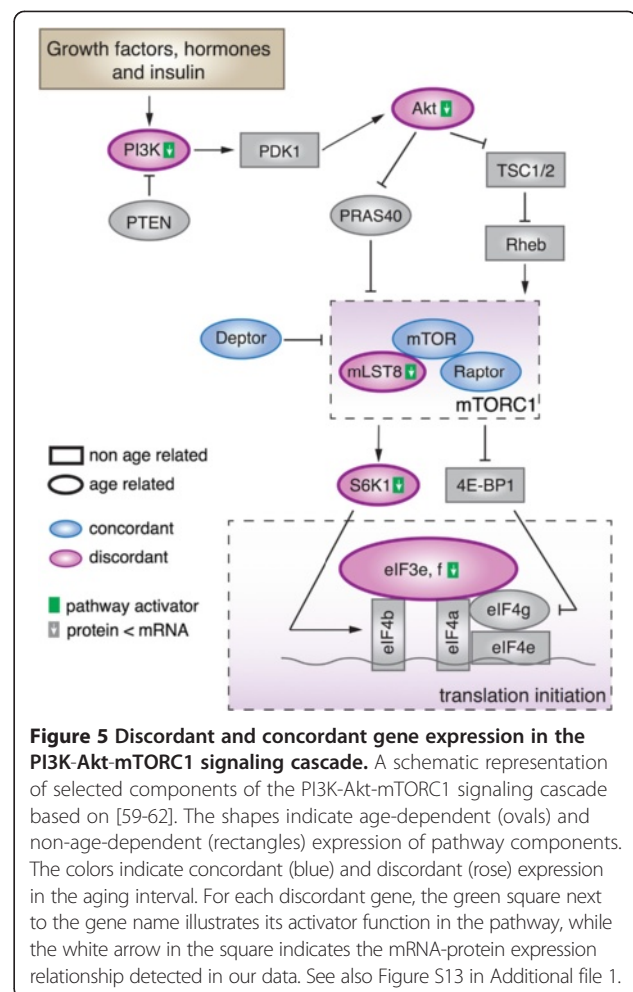 Growth factors, hormones
and insulin
Akt
PI3K
PDK1
TSC1/2
PTEN
PRAS40
Rheb
Deptor
mTOR
mLST8
Raptor
mTORC1
non age related
age related
S6K1
4E-BP1
concordant
discordant
eIF3e, f
pathway activator
protein < mRNA
eIF4b
eIF4a
eIF4g
eIF4e
translation initiation
Figure 5 Discordant and concordant gene expression in the
PI3K-Akt-mTORC1 signaling cascade. A schematic representation
of selected components of the PI3K-Akt-mTORC1 signaling cascade
based on [59-62]. The shapes indicate age-dependent (ovals) and
non-age-dependent (rectangles) expression of pathway components.
The colors indicate concordant (blue) and discordant (rose) expression
in the aging interval. For each discordant gene, the green square next
to the gene name illustrates its activator function in the pathway, while
the white arrow in the square indicates the mRNA-protein expression
relationship detected in our data. See also Figure S13 in Additional file 1.